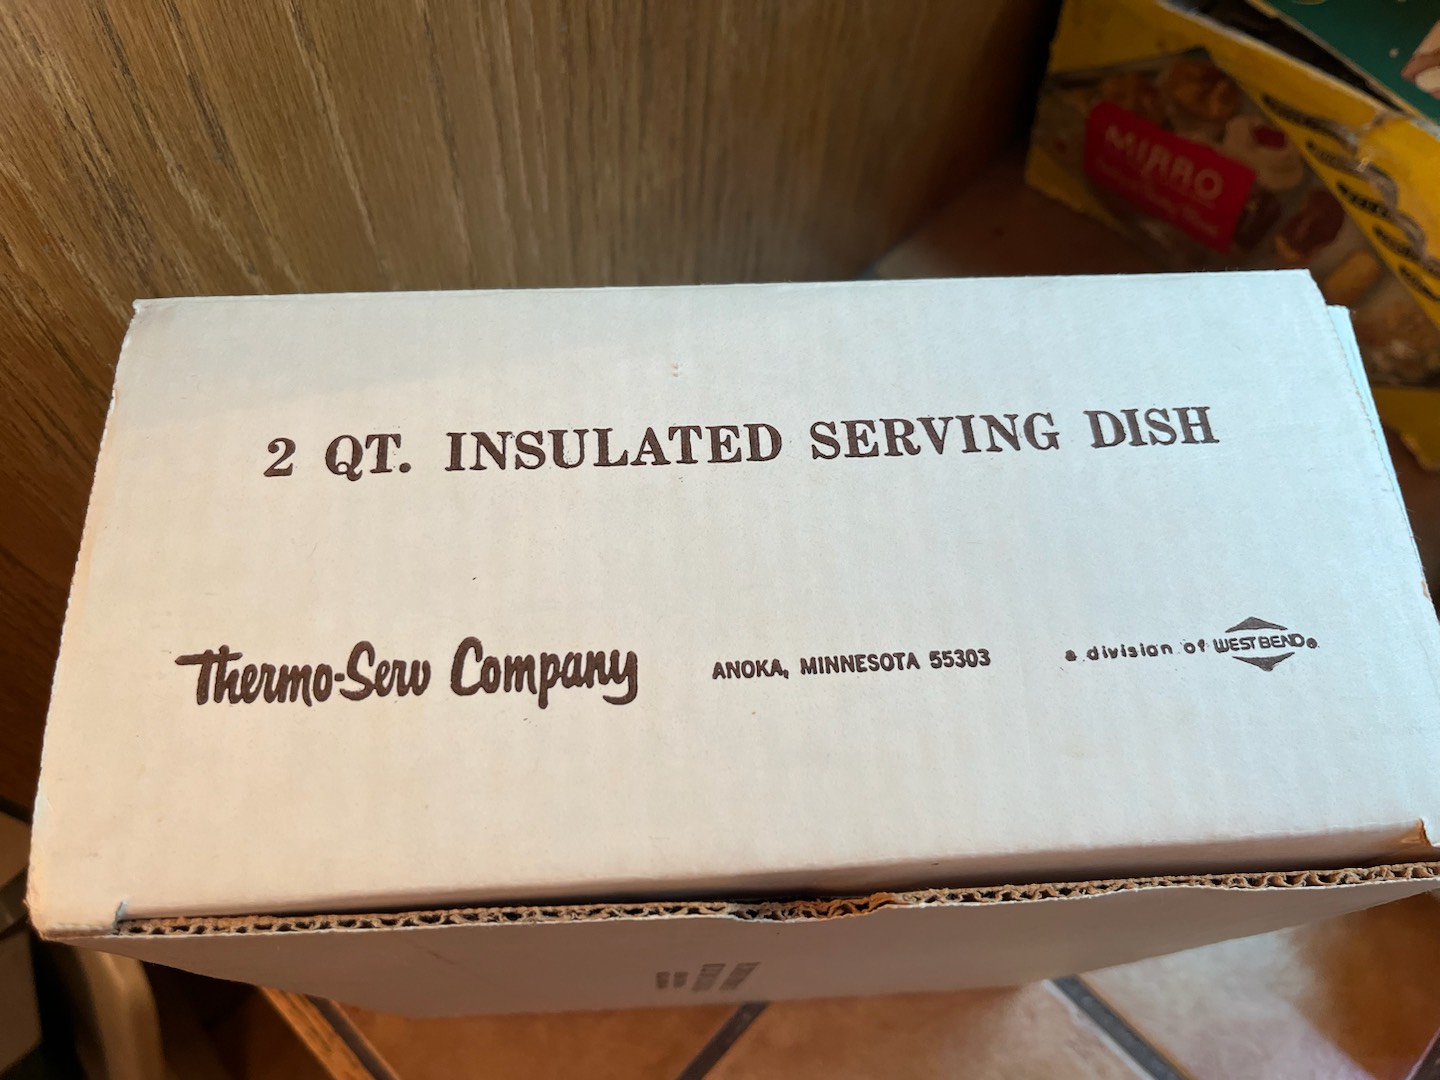 MIRRO
2 QT. INSULATED SERVING DISH
Thermo-Serv Company
ANOKA, MINNESOTA 55303
a division of WEST BEND®